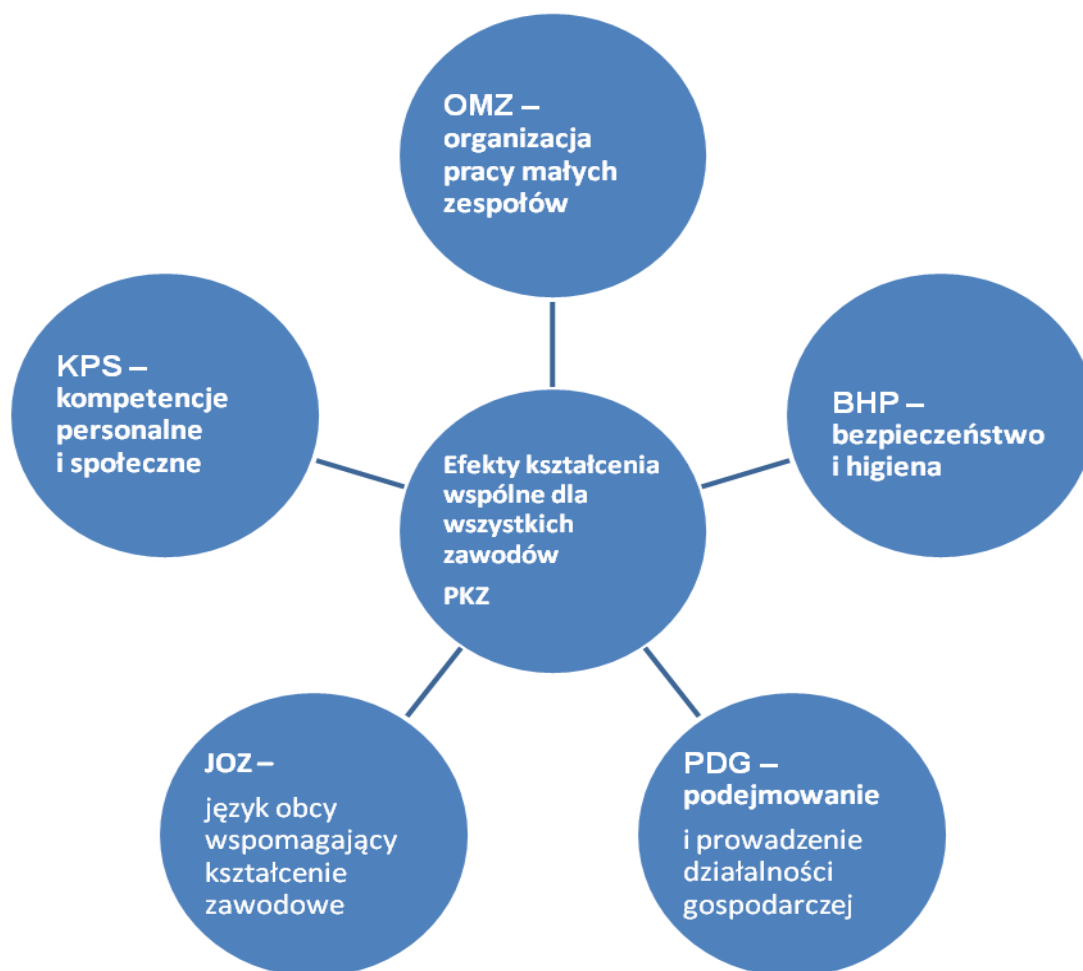 OMZ –
organizacja
pracy małych
zespołów
KPS –
kompetencje
personalne
i społeczne
BHP –
bezpieczeństwo
i higiena
Efekty kształcenia
wspólne dla
wszystkich
zawodów
PKZ
JOZ –
język obcy
wspomagający
kształcenie
zawodowe
PDG –
podejmowanie
i prowadzenie
działalności
gospodarczej